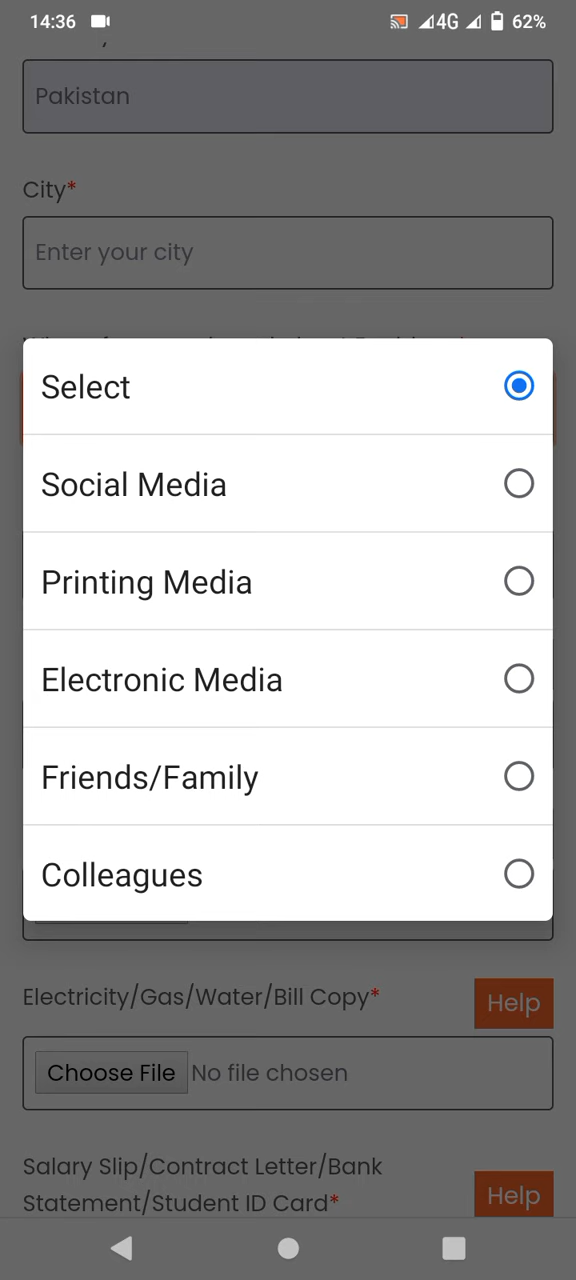 14:36
4G
62%
Pakistan
City*
Enter your city
Select
Social Media
Printing Media
Electronic Media
Friends/Family
Colleagues
Electricity/Gas/Water/Bill Copy*
Help
Choose File No file chosen
Salary Slip/Contract Letter/Bank
Statement/Student ID Card*
Help